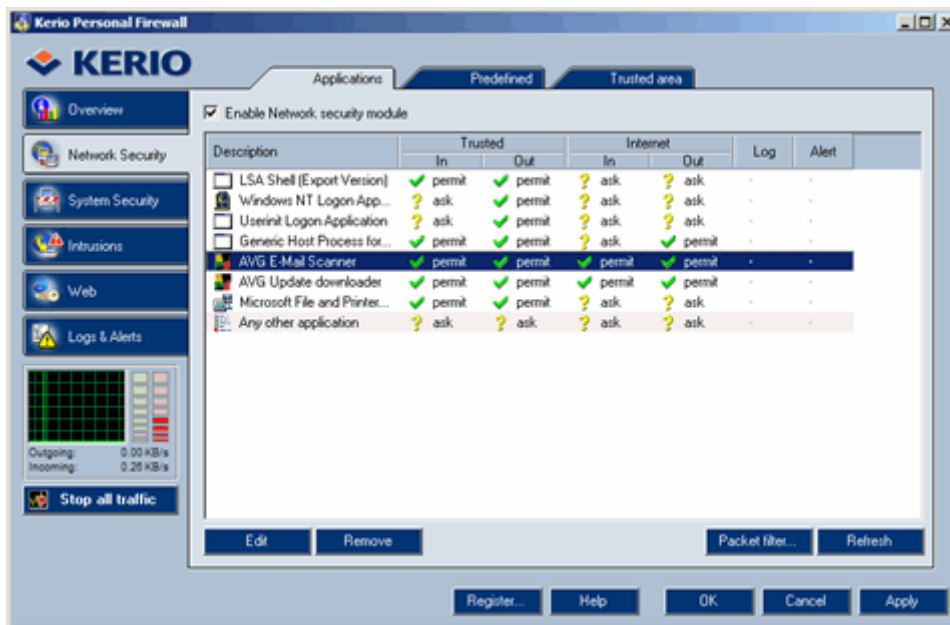 Kerio Personal Firewall
KERIO
Applications Predefined Trusted area
Overview
Network Security
System Security
Intrusions
Web
Logs & Alerts
Outgoing: 0.00 KB/s
Incoming: 0.26 KB/s
Stop all traffic
Enable Network security module
Description Trusted Internet Log Alert
In Out In Out
LSA Shell (Export Version) permit permit ask ask
Windows NT Logon App... ask permit ask ask
Userinit Logon Application ask permit ask ask
Generic Host Process for... permit permit ask permit
AVG E-Mail Scanner permit permit permit permit
AVG Update downloader permit permit permit permit
Microsoft File and Printer... permit permit ask ask
Any other application ask ask ask ask
Edit Remove Packet filter... Refresh
Register... Help OK Cancel Apply